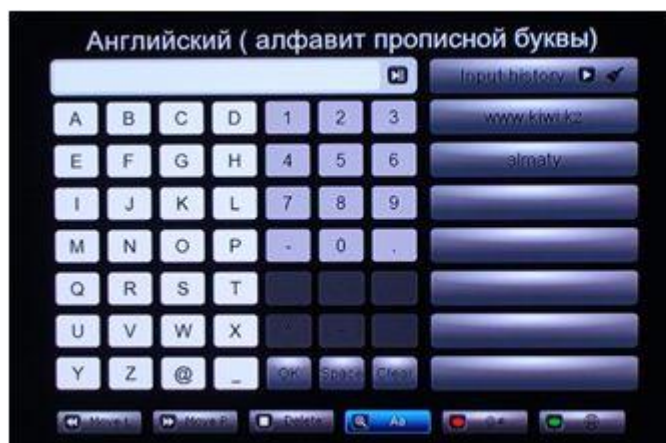 Английский ( алфавит прописной буквы)
Input history
A B C D 1 2 3 www.kiwi.kz
E F G H 4 5 6 almaty
I J K L 7 8 9
M N O P - 0 .
Q R S T
U V W X
Y Z @ _ OK Space Clear
Move L Move R Delete Aa